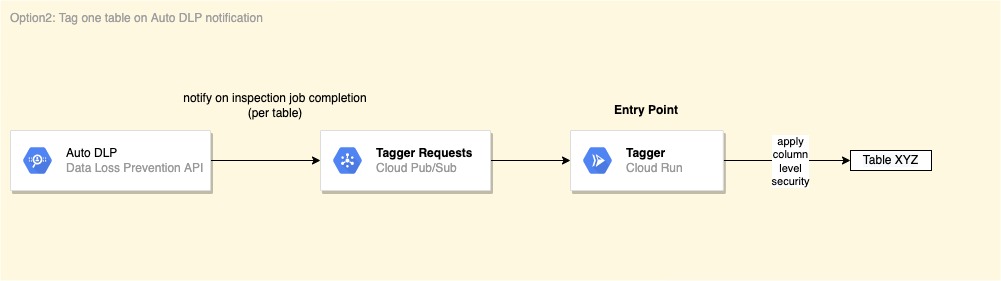 Option2: Tag one table on Auto DLP notification
notify on inspection job completion
(per table)
Entry Point
Auto DLP
Data Loss Prevention API
Tagger Requests
Cloud Pub/Sub
Tagger
Cloud Run
apply
column
level
security
Table XYZ